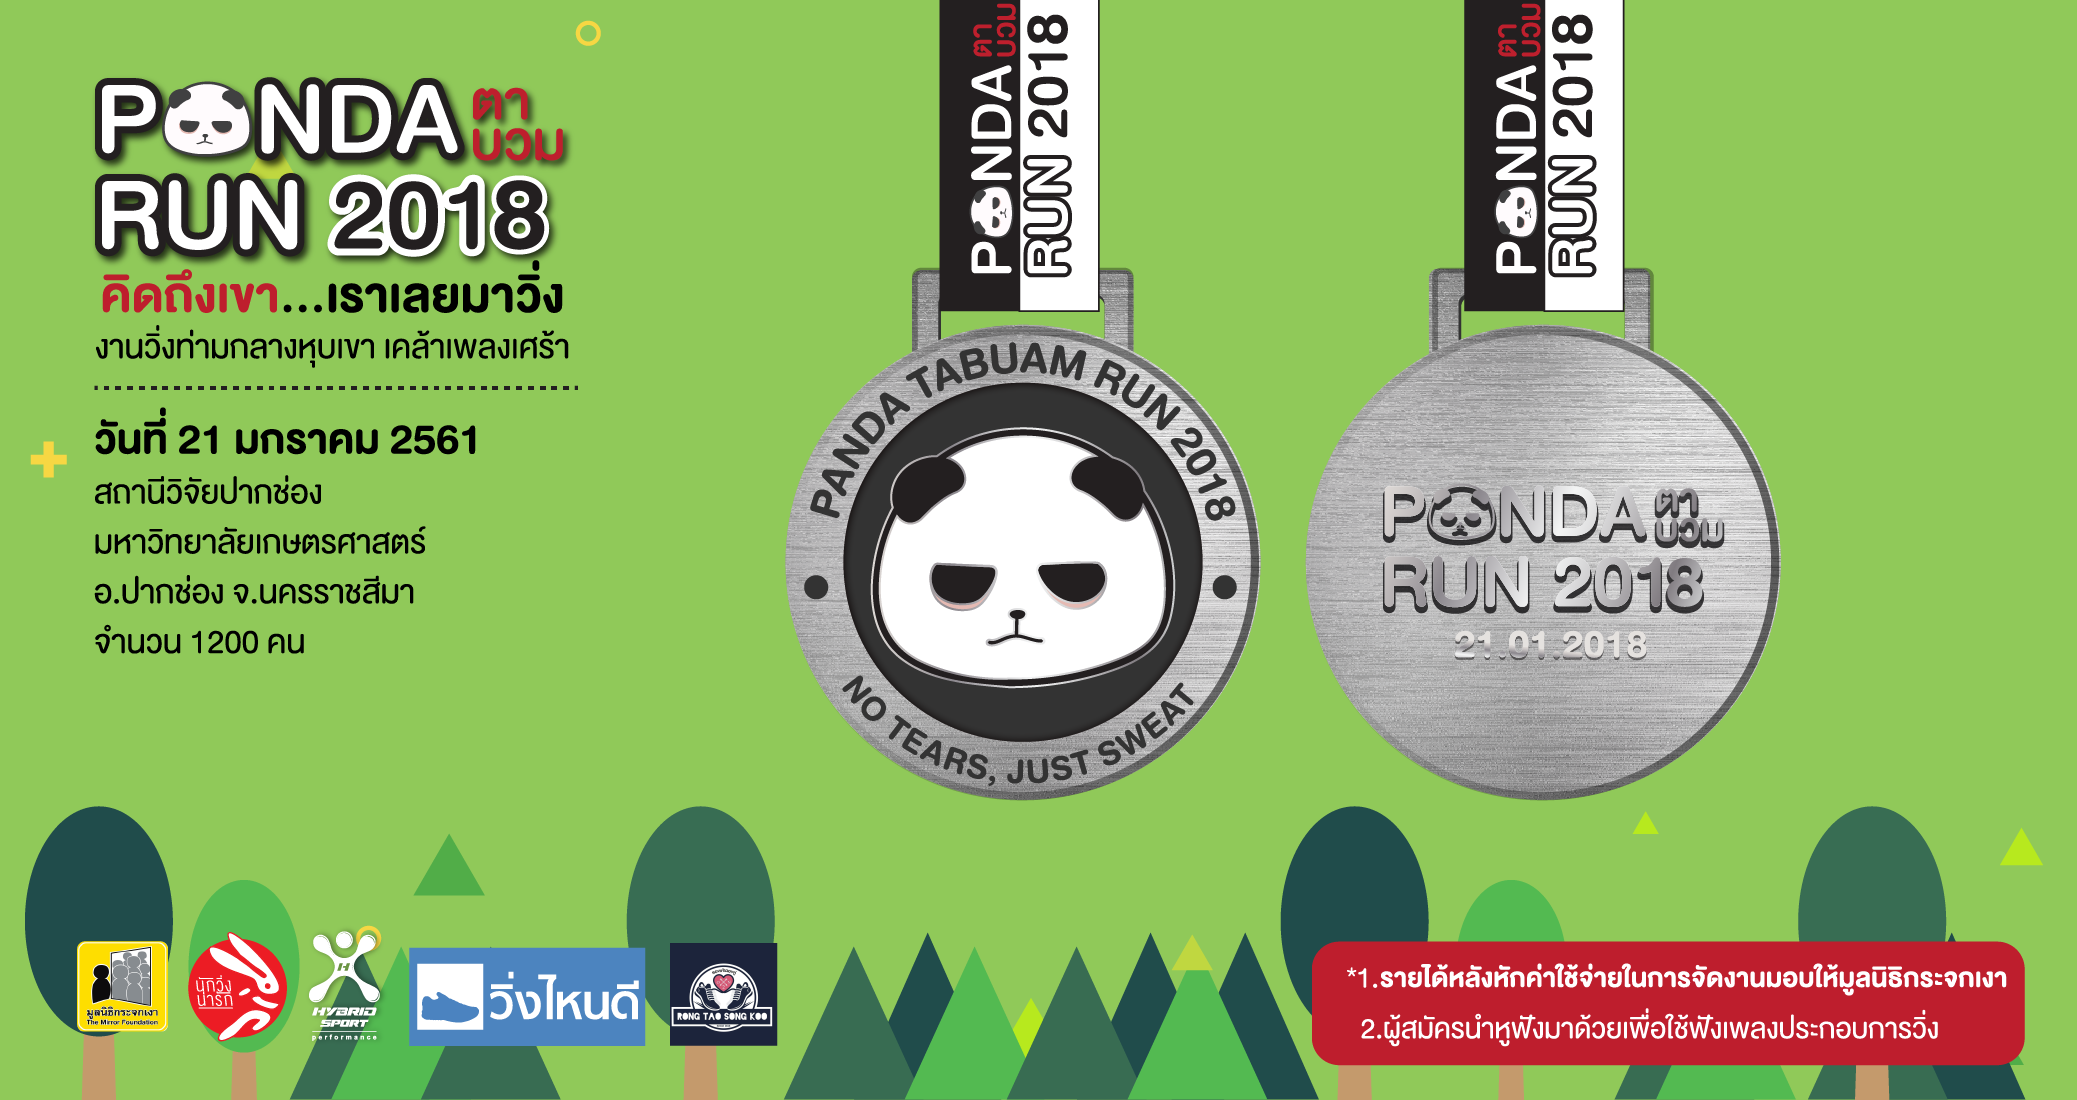 PANDA ตา
บวม
RUN 2018
คิดถึงเขา...เราเลยมาวิ่ง
งานวิ่งท่ามกลางหุบเขา เคล้าเพลงเศร้า
วันที่ 21 มกราคม 2561
สถานีวิจัยปากช่อง
มหาวิทยาลัยเกษตรศาสตร์
อ.ปากช่อง จ.นครราชสีมา
จำนวน 1200 คน
PANDA ตา
บวม
RUN 2018
PANDA TABUAM RUN 2018
NO TEARS, JUST SWEAT
PANDA ตา
บวม
RUN 2018
PANDA ตา
บวม
RUN 2018
21.01.2018
มูลนิธิกระจกเงา
The Mirror Foundation
นักวิ่ง
น่ารัก
H
HYBRID
SPORT
performance
วิ่งไหนดี
RONG TAO SONG KOO
*1.รายได้หลังหักค่าใช้จ่ายในการจัดงานมอบให้มูลนิธิกระจกเงา
2.ผู้สมัครนำหูฟังมาด้วยเพื่อใช้ฟังเพลงประกอบการวิ่ง